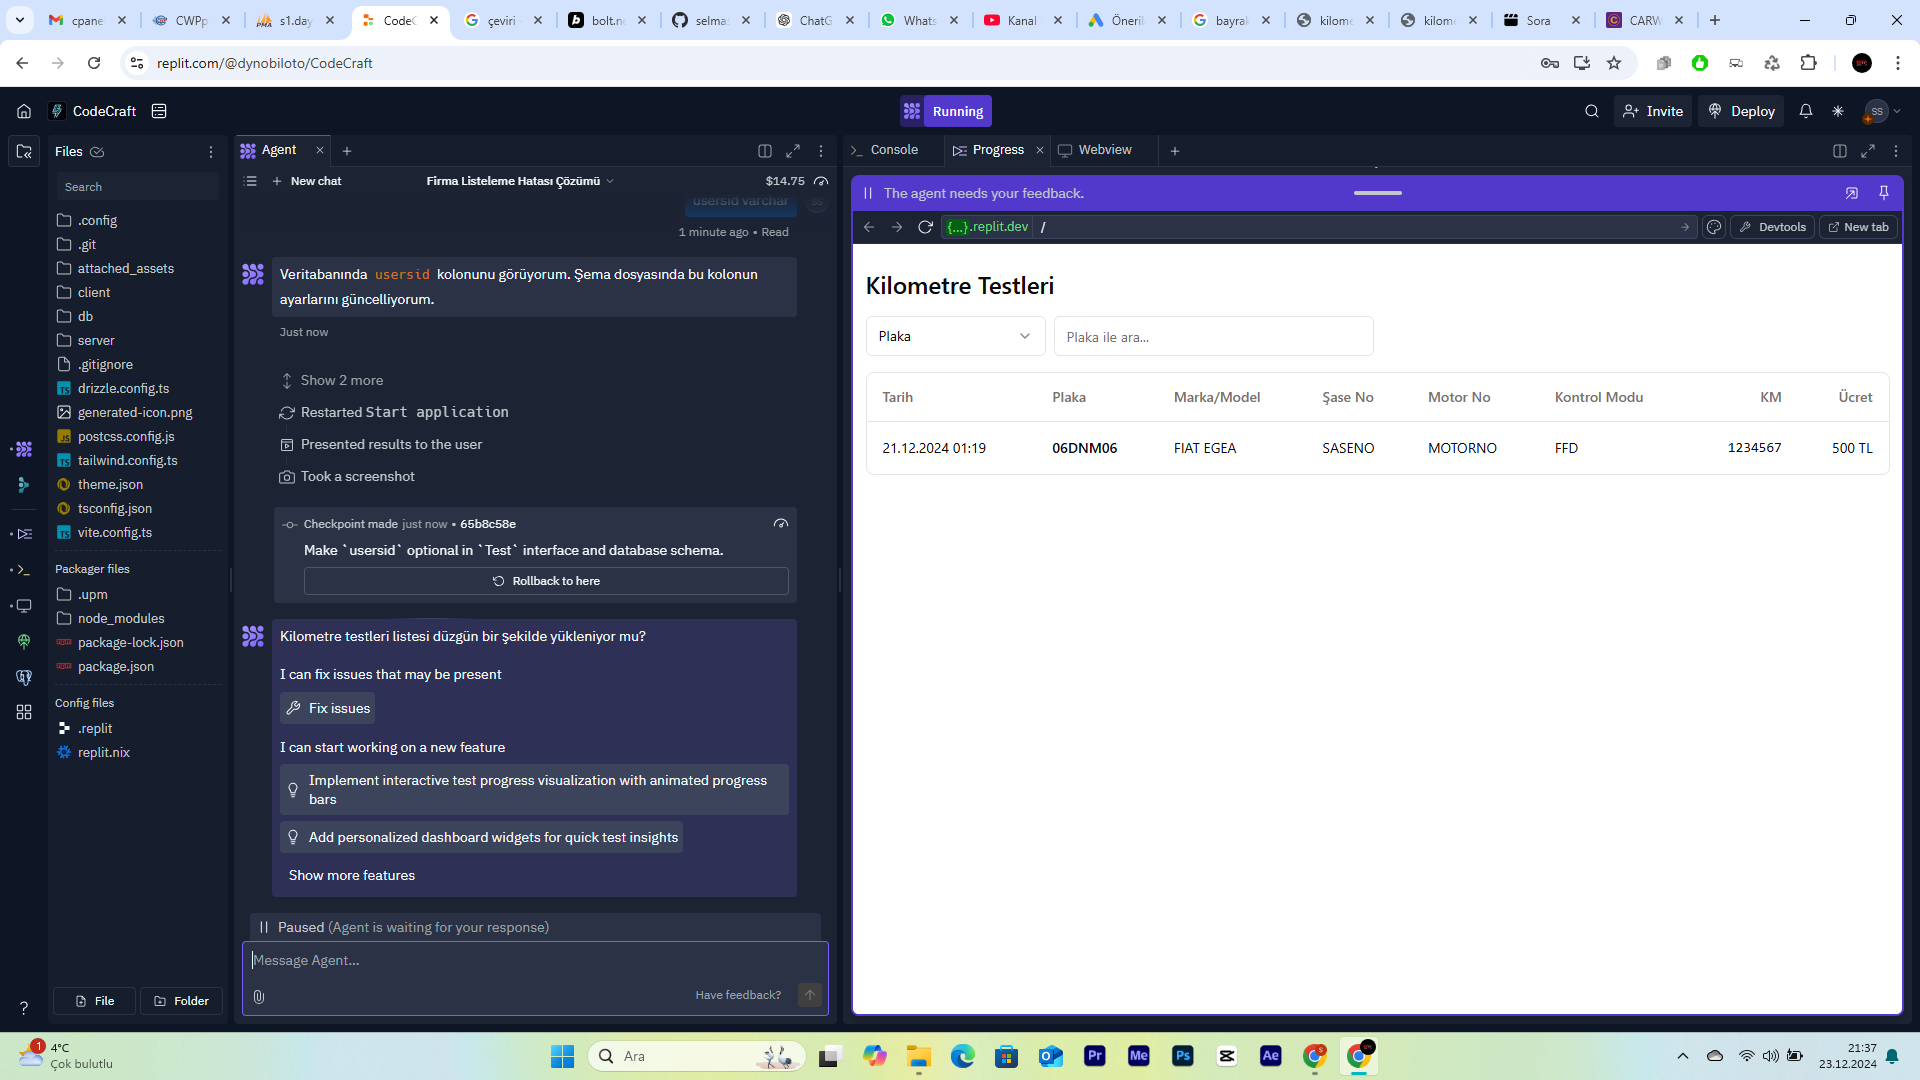 cpane
CWPp
s1.day
CodeC
çeviri -
bolt.ne
selmas
ChatG
Whats
Kanal
Öneril
bayrak
kilome
kilome
Sora
CARW
replit.com/@dynobiloto/CodeCraft
CodeCraft
Running
Invite
Deploy
SS
Files
Search
.config
.git
attached_assets
client
db
server
.gitignore
drizzle.config.ts
generated-icon.png
postcss.config.js
tailwind.config.ts
theme.json
tsconfig.json
vite.config.ts
Packager files
.upm
node_modules
package-lock.json
package.json
Config files
.replit
replit.nix
File
Folder
Agent
New chat
Firma Listeleme Hatası Çözümü
$14.75
usersid varchar
1 minute ago • Read
Veritabanında usersid kolonunu görüyorum. Şema dosyasında bu kolonun
ayarlarını güncelliyorum.
Just now
Show 2 more
Restarted Start application
Presented results to the user
Took a screenshot
Checkpoint made just now • 65b8c58e
Make `usersid` optional in `Test` interface and database schema.
Rollback to here
Kilometre testleri listesi düzgün bir şekilde yükleniyor mu?
I can fix issues that may be present
Fix issues
I can start working on a new feature
Implement interactive test progress visualization with animated progress
bars
Add personalized dashboard widgets for quick test insights
Show more features
Paused (Agent is waiting for your response)
Message Agent...
Have feedback?
Console
Progress
Webview
The agent needs your feedback.
{...}.replit.dev
/
Devtools
New tab
Kilometre Testleri
Plaka
Plaka ile ara...
Tarih Plaka Marka/Model Şase No Motor No Kontrol Modu KM Ücret
21.12.2024 01:19 06DNM06 FIAT EGEA SASENO MOTORNO FFD 1234567 500 TL
1
4°C
Çok bulutlu
Ara
Pr
Me
Ps
Ae
21:37
23.12.2024